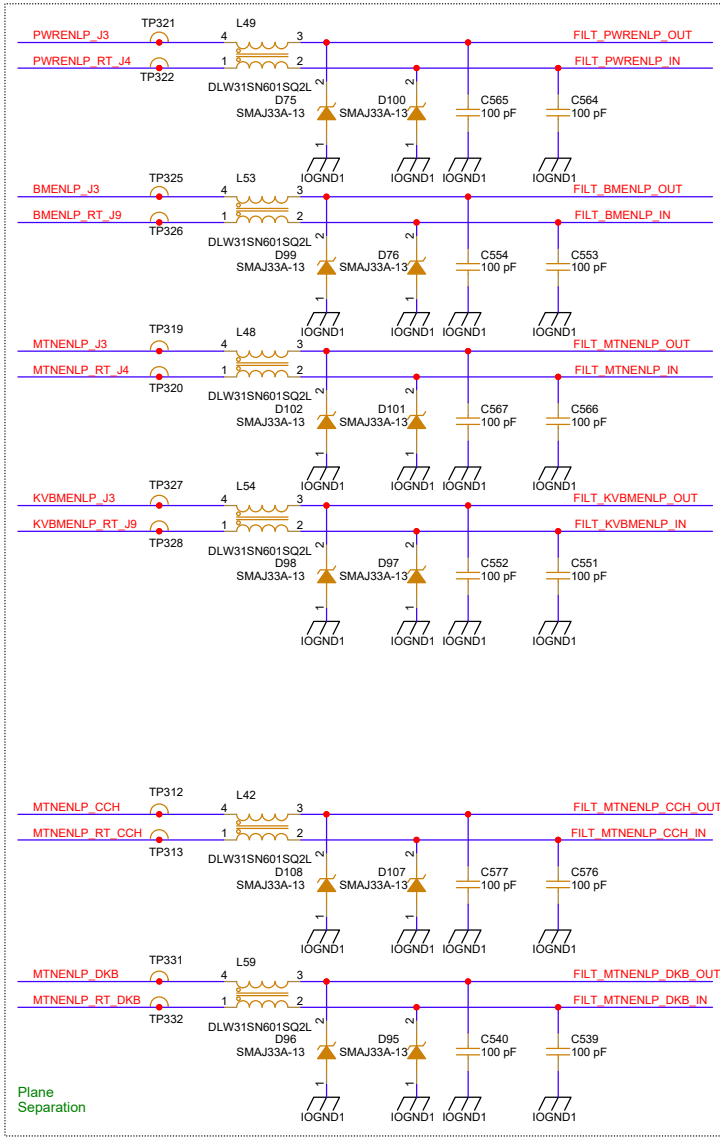 TP321
L49
PWRENLP_J3
4
3
FILT_PWRENLP_OUT
PWRENLP_RT_J4
1
2
FILT_PWRENLP_IN
TP322
DLW31SN601SQ2L
2
2
D75
D100
C565
C564
SMAJ33A-13
SMAJ33A-13
100 pF
100 pF
1
1
IOGND1
IOGND1
IOGND1
IOGND1
TP325
L53
BMENLP_J3
4
3
FILT_BMENLP_OUT
BMENLP_RT_J9
1
2
FILT_BMENLP_IN
TP326
DLW31SN601SQ2L
2
2
D99
D76
C554
C553
SMAJ33A-13
SMAJ33A-13
100 pF
100 pF
1
1
IOGND1
IOGND1
IOGND1
IOGND1
TP319
L48
MTNENLP_J3
4
3
FILT_MTNENLP_OUT
MTNENLP_RT_J4
1
2
FILT_MTNENLP_IN
TP320
DLW31SN601SQ2L
2
2
D102
D101
C567
C566
SMAJ33A-13
SMAJ33A-13
100 pF
100 pF
1
1
IOGND1
IOGND1
IOGND1
IOGND1
TP327
L54
KVBMENLP_J3
4
3
FILT_KVBMENLP_OUT
KVBMENLP_RT_J9
1
2
FILT_KVBMENLP_IN
TP328
DLW31SN601SQ2L
2
2
D98
D97
C552
C551
SMAJ33A-13
SMAJ33A-13
100 pF
100 pF
1
1
IOGND1
IOGND1
IOGND1
IOGND1
TP312
L42
MTNENLP_CCH
4
3
FILT_MTNENLP_CCH_OUT
MTNENLP_RT_CCH
1
2
FILT_MTNENLP_CCH_IN
TP313
DLW31SN601SQ2L
2
2
D108
D107
C577
C576
SMAJ33A-13
SMAJ33A-13
100 pF
100 pF
1
1
IOGND1
IOGND1
IOGND1
IOGND1
TP331
L59
MTNENLP_DKB
4
3
FILT_MTNENLP_DKB_OUT
MTNENLP_RT_DKB
1
2
FILT_MTNENLP_DKB_IN
TP332
DLW31SN601SQ2L
2
2
D96
D95
C540
C539
SMAJ33A-13
SMAJ33A-13
100 pF
100 pF
1
1
IOGND1
IOGND1
IOGND1
IOGND1
Plane
Separation